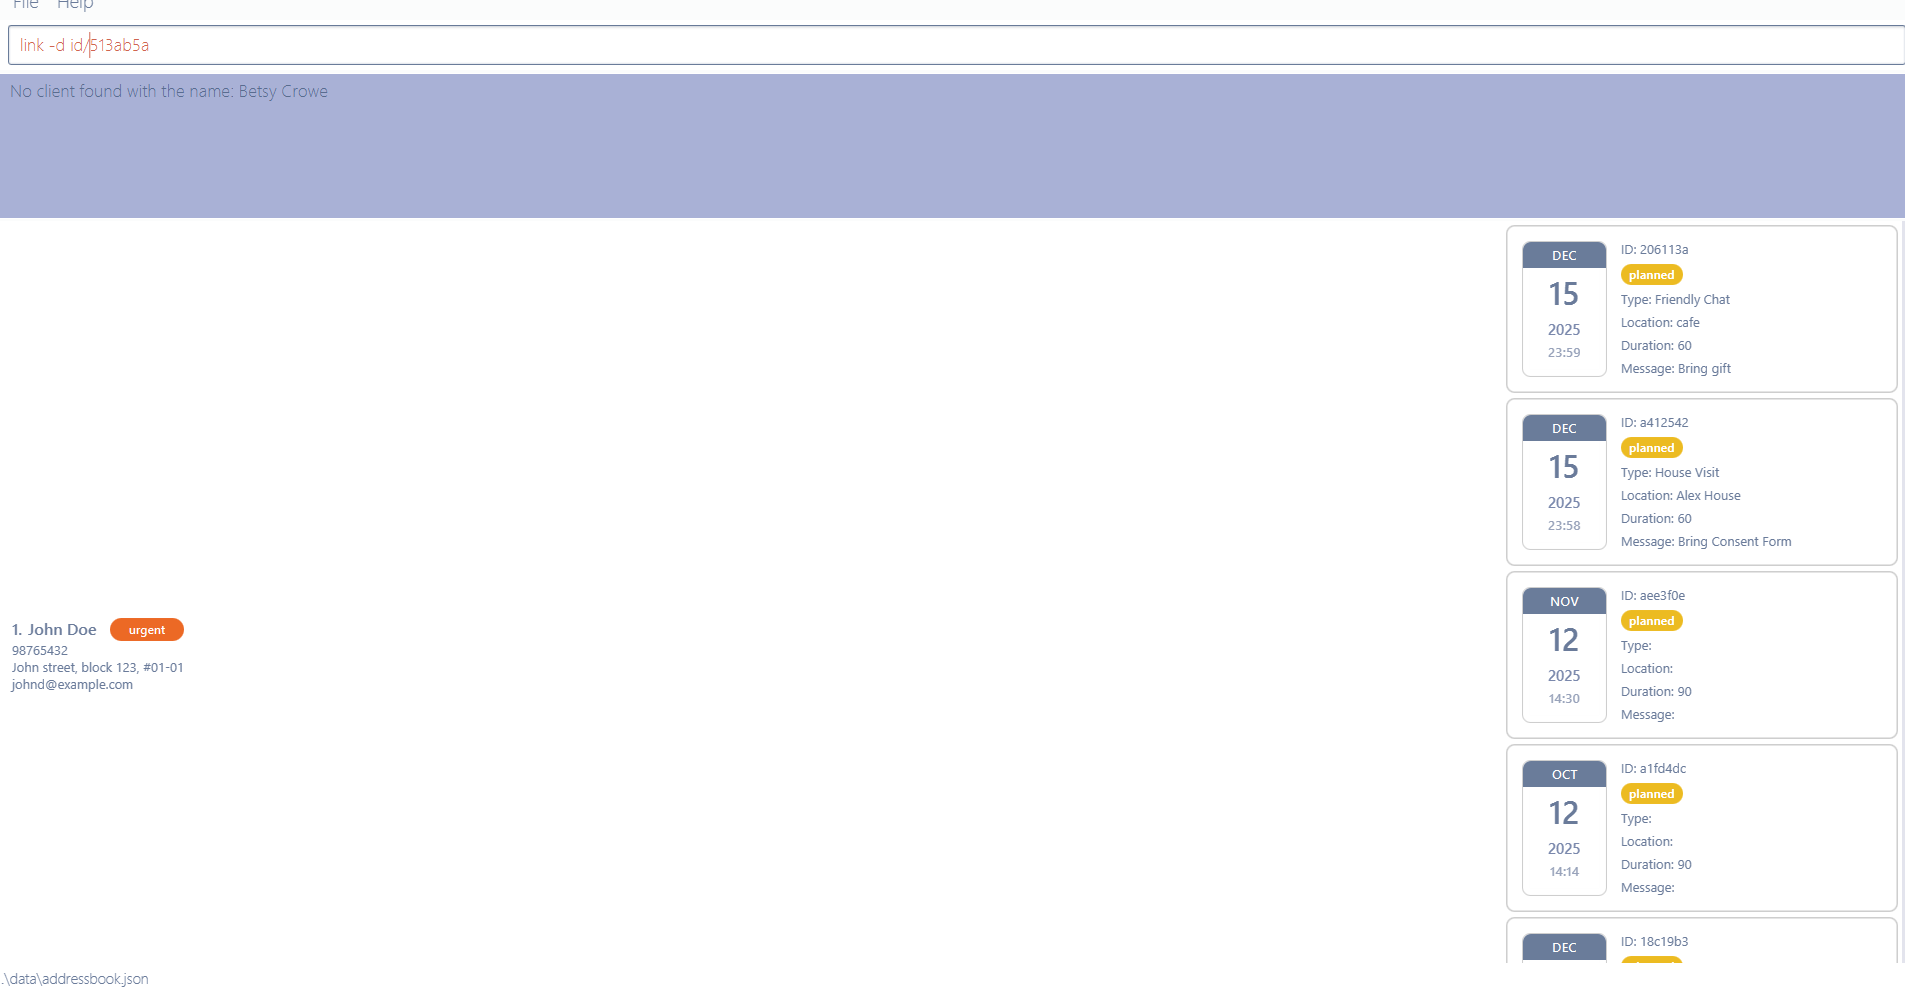 File Help
link -d id/513ab5a
No client found with the name: Betsy Crowe
1. John Doe urgent
98765432
John street, block 123, #01-01
johnd@example.com
DEC
15
2025
23:59
ID: 206113a
planned
Type: Friendly Chat
Location: cafe
Duration: 60
Message: Bring gift
DEC
15
2025
23:58
ID: a412542
planned
Type: House Visit
Location: Alex House
Duration: 60
Message: Bring Consent Form
NOV
12
2025
14:30
ID: aee3f0e
planned
Type:
Location:
Duration: 90
Message:
OCT
12
2025
14:14
ID: a1fd4dc
planned
Type:
Location:
Duration: 90
Message:
DEC
ID: 18c19b3
.\data\addressbook.json